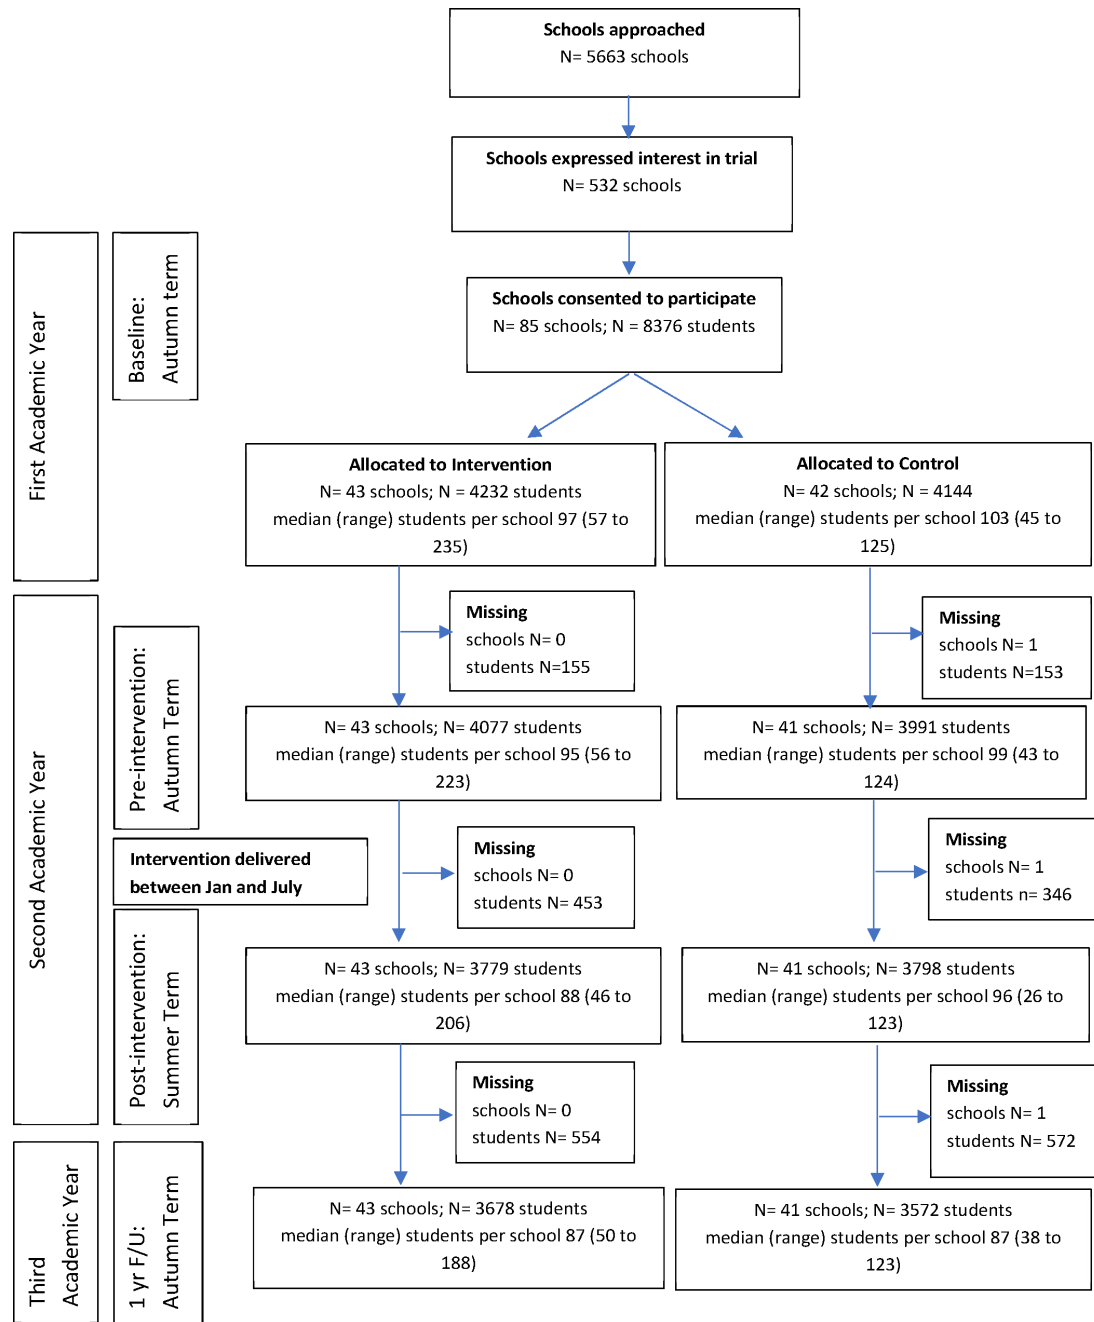 Schools approached
N= 5663 schools
Schools expressed interest in trial
N= 532 schools
First Academic Year
Baseline:
Autumn term
Schools consented to participate
N= 85 schools; N = 8376 students
Allocated to Intervention
N= 43 schools; N = 4232 students
median (range) students per school 97 (57 to
235)
Allocated to Control
N= 42 schools; N = 4144
median (range) students per school 103 (45 to
125)
Second Academic Year
Missing
schools N= 0
students N=155
Missing
schools N= 1
students N=153
Pre-intervention:
Autumn Term
N= 43 schools; N= 4077 students
median (range) students per school 95 (56 to
223)
N= 41 schools; N= 3991 students
median (range) students per school 99 (43 to
124)
Intervention delivered
between Jan and July
Missing
schools N= 0
students N= 453
Missing
schools N= 1
students n= 346
Post-intervention:
Summer Term
N= 43 schools; N= 3779 students
median (range) students per school 88 (46 to
206)
N= 41 schools; N= 3798 students
median (range) students per school 96 (26 to
123)
Missing
schools N= 0
students N= 554
Missing
schools N= 1
students N= 572
Third
Academic Year
1 yr F/U:
Autumn Term
N= 43 schools; N= 3678 students
median (range) students per school 87 (50 to
188)
N= 41 schools; N= 3572 students
median (range) students per school 87 (38 to
123)